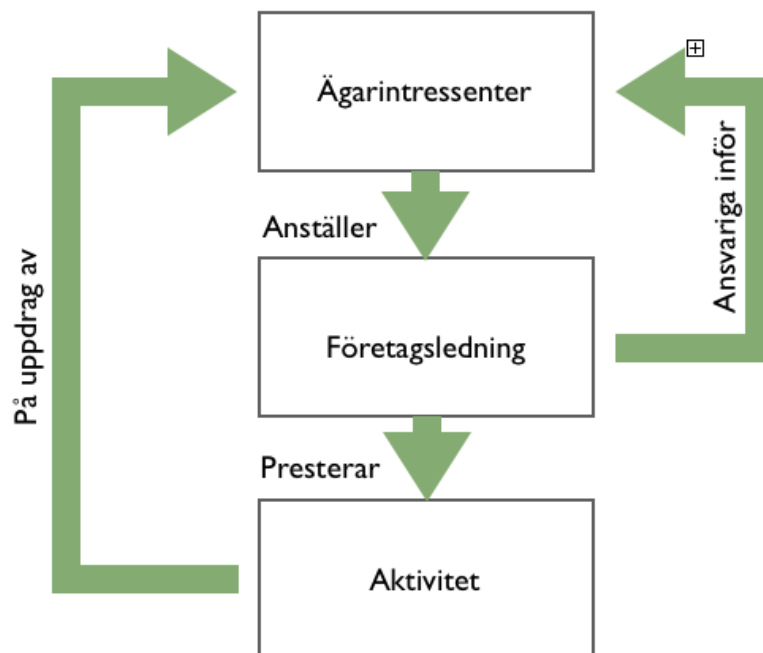 Ägarintressenter
Anställer
Ansvariga inför
På uppdrag av
Företagsledning
Presterar
Aktivitet